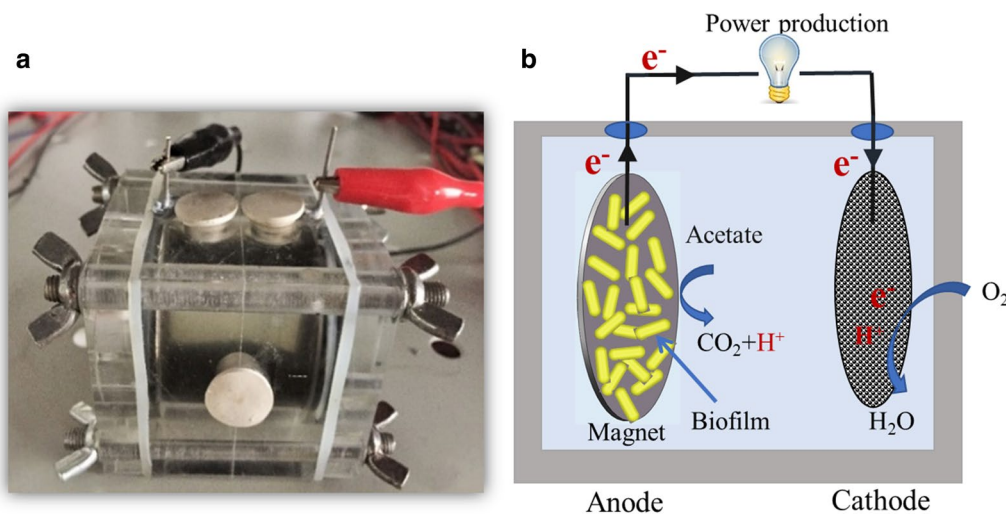 a
b
Power production
e-
e-
e-
Acetate
CO2+H+
Biofilm
Magnet
e-
H
O2
H2O
Anode
Cathode